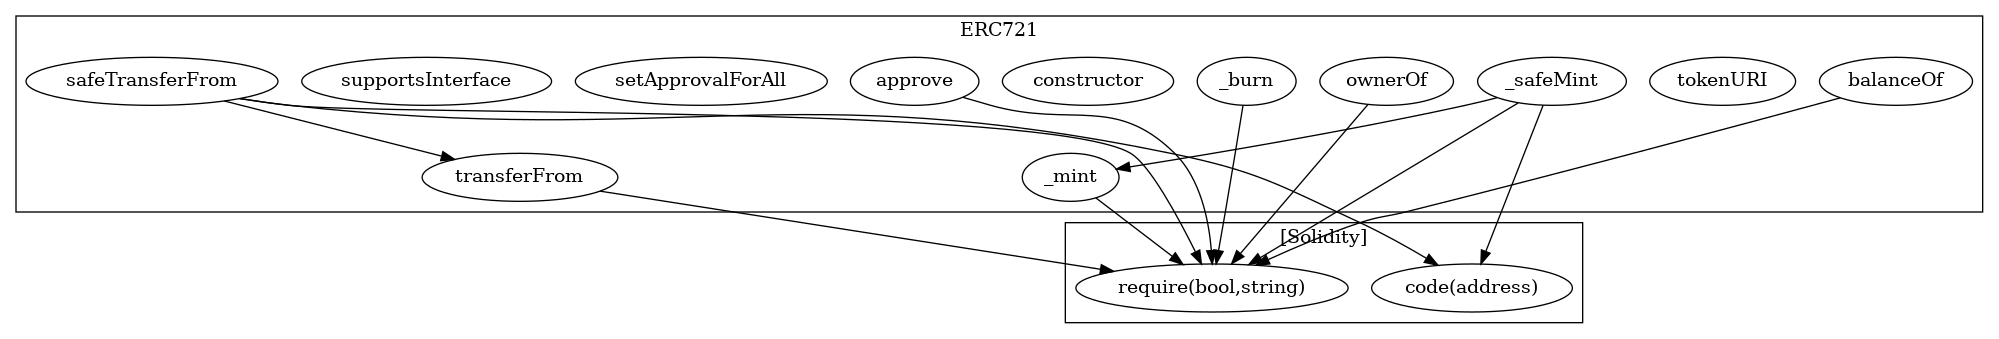 ERC721
safeTransferFrom
supportsInterface
setApprovalForAll
approve
constructor
_burn
ownerOf
_safeMint
tokenURI
balanceOf
transferFrom
_mint
[Solidity]
require(bool,string)
code(address)